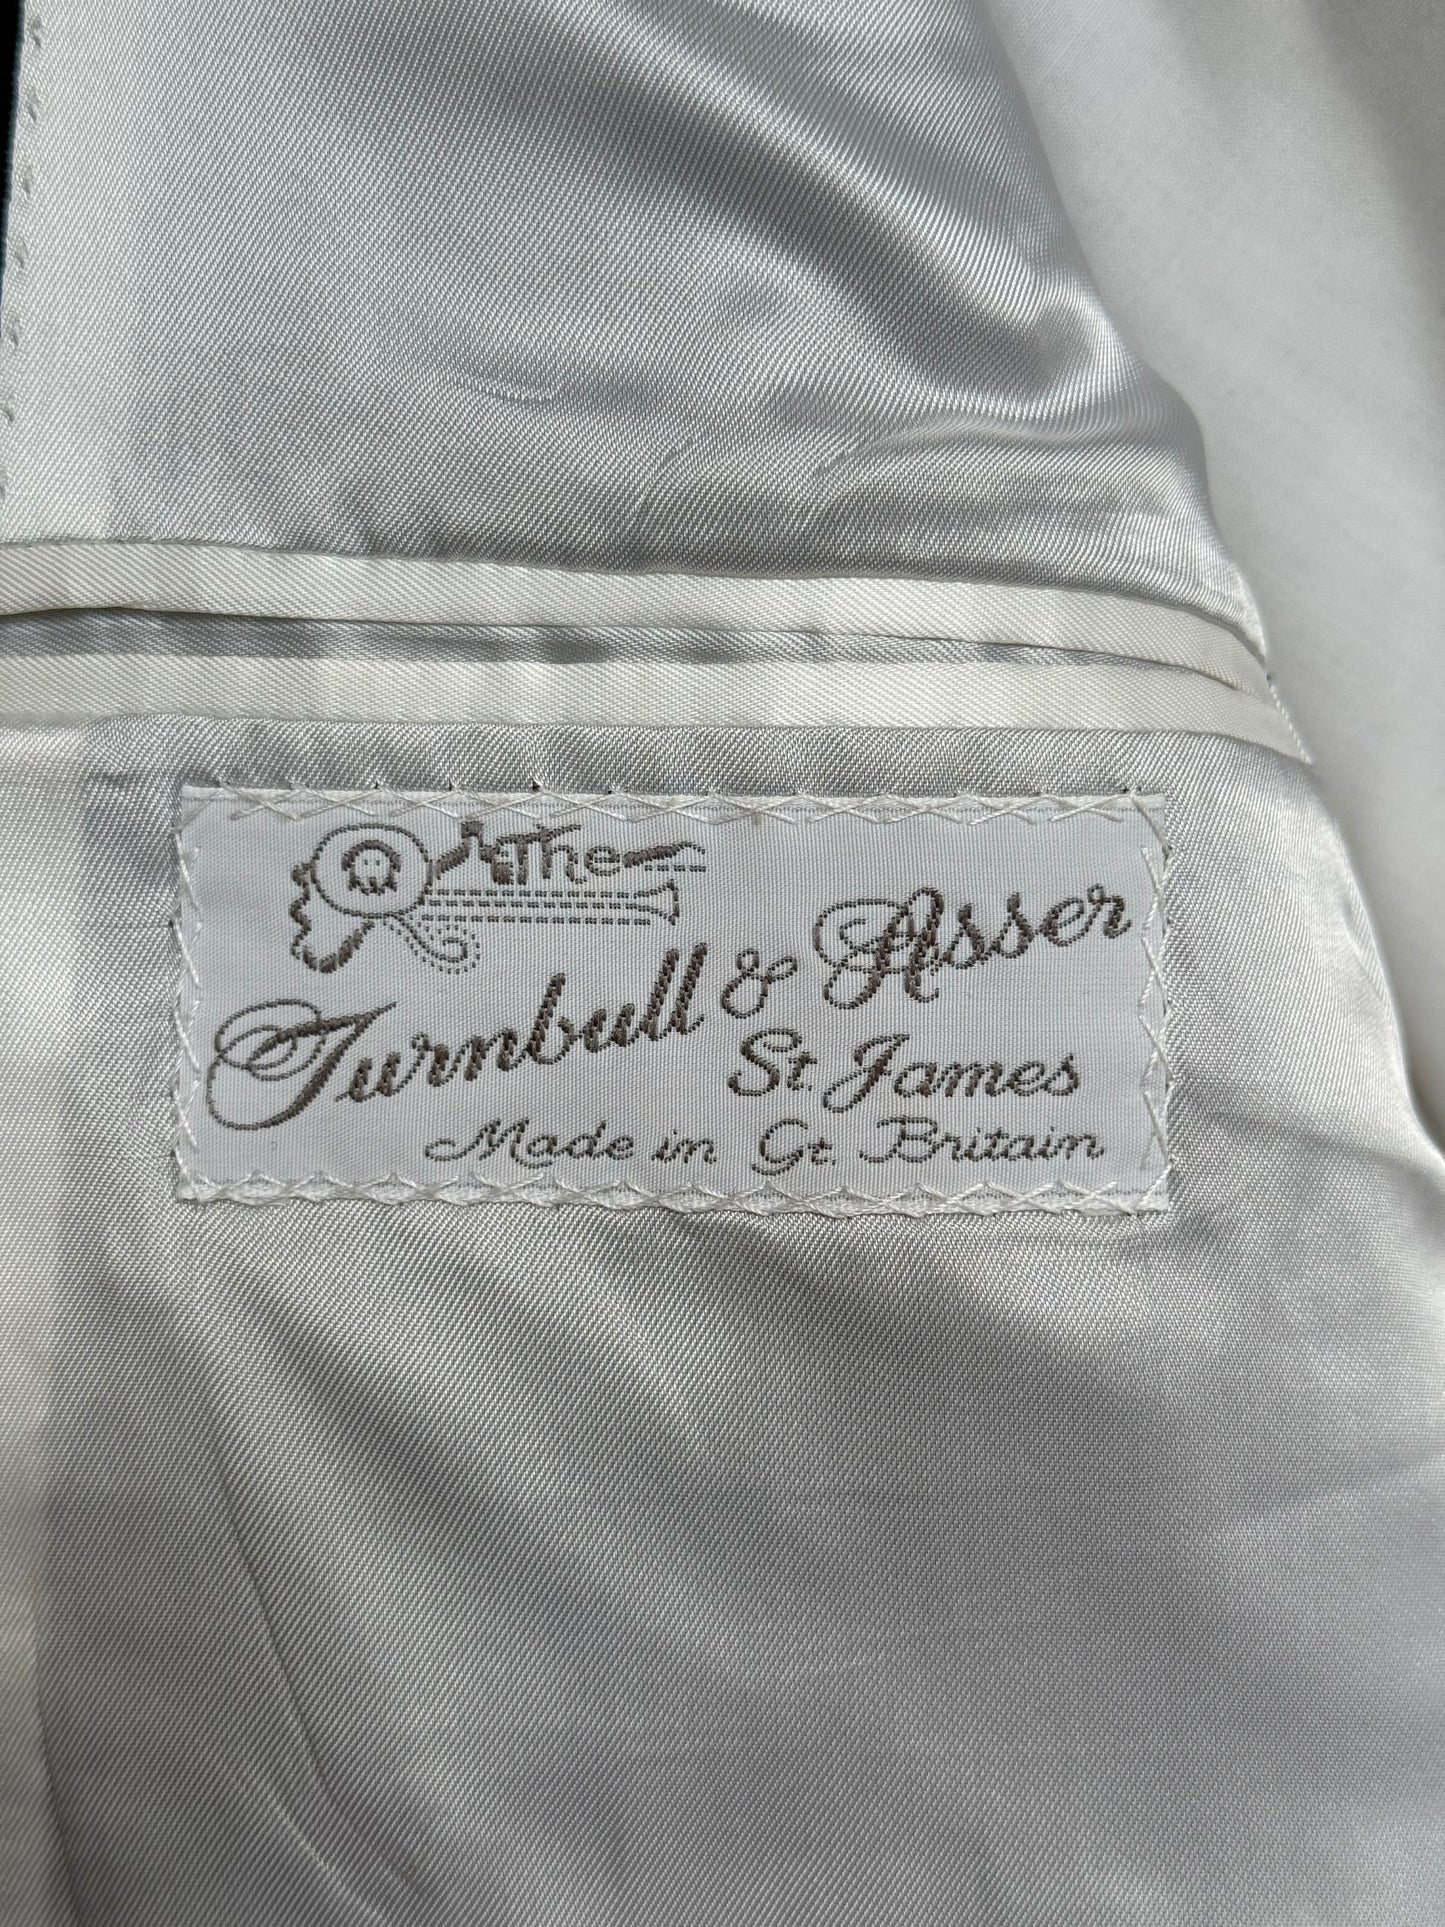 The
Turnbull & Asser
St. James
Made in Gt. Britain